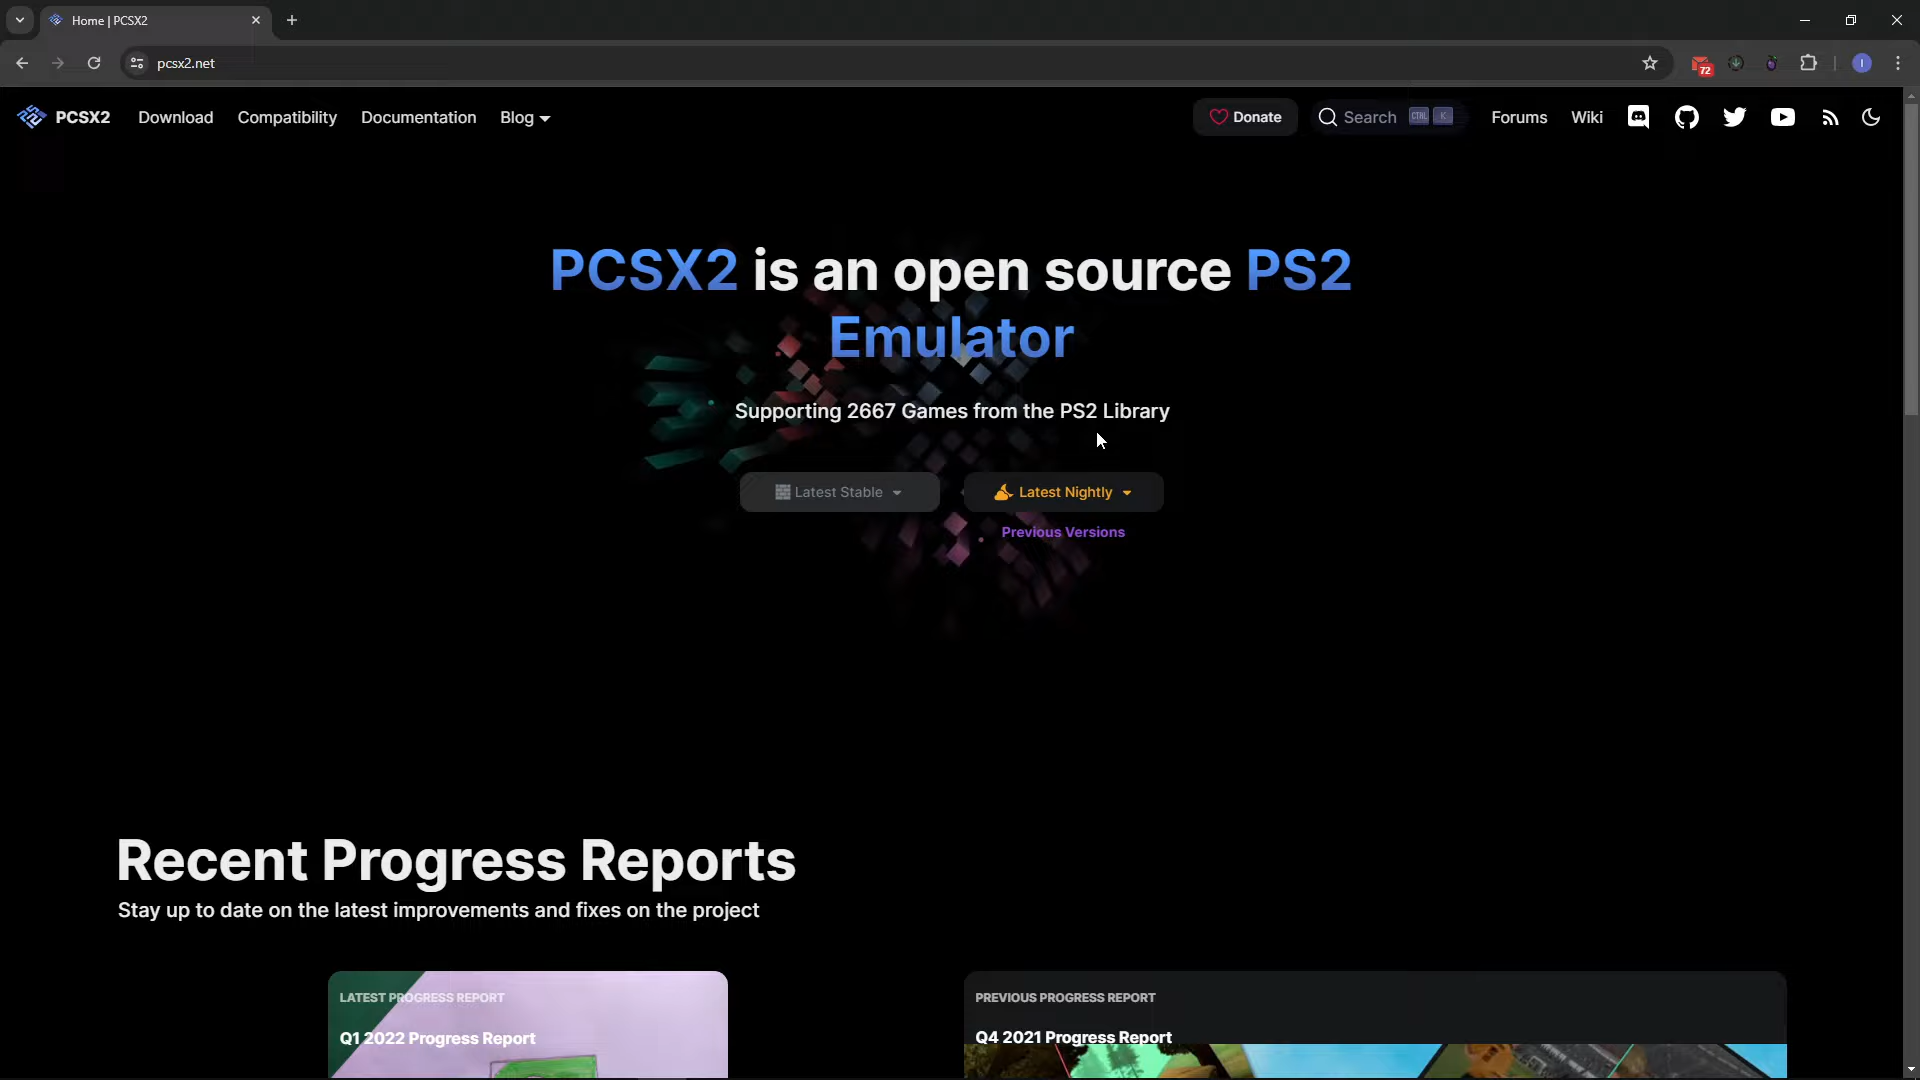 Home | PCSX2
pcsx2.net
72
I
PCSX2
Download
Compatibility
Documentation
Blog
Donate
Search
CTRL
K
Forums
Wiki
PCSX2 is an open source PS2
Emulator
Supporting 2667 Games from the PS2 Library
Latest Stable
Latest Nightly
Previous Versions
Recent Progress Reports
Stay up to date on the latest improvements and fixes on the project
LATEST PROGRESS REPORT
Q1 2022 Progress Report
PREVIOUS PROGRESS REPORT
Q4 2021 Progress Report